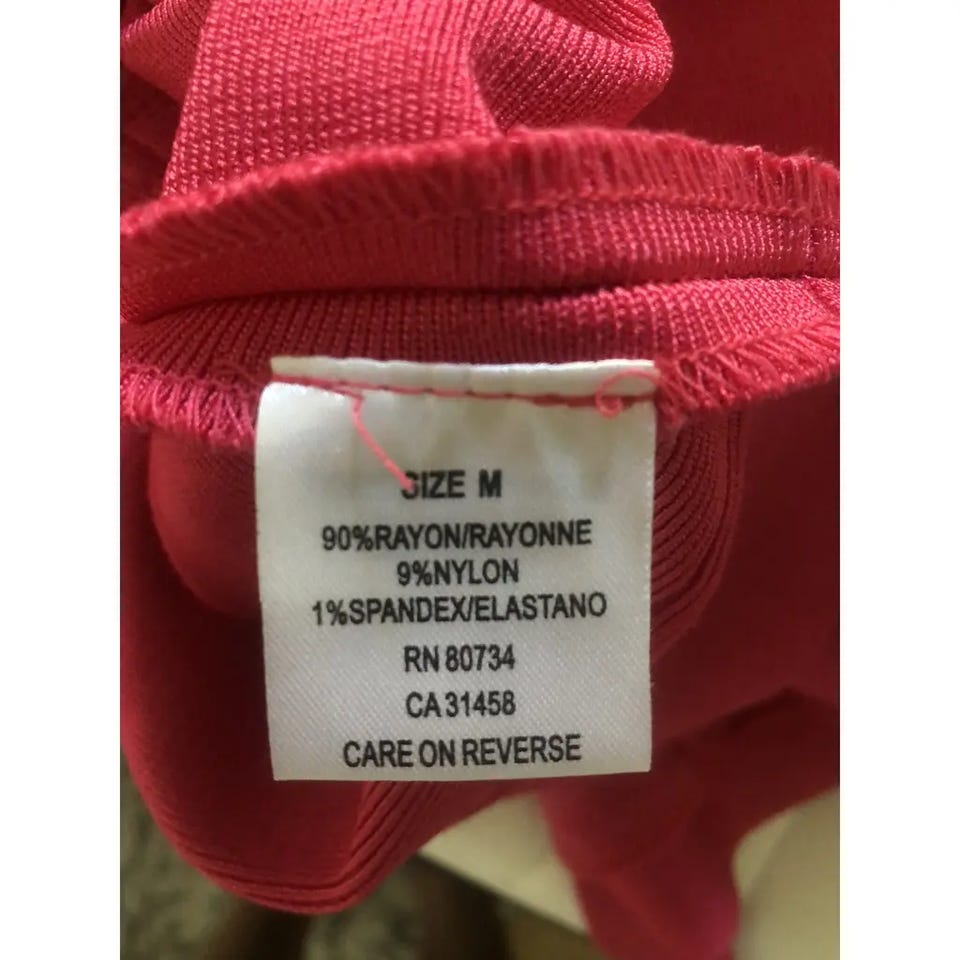 SIZE M
90%RAYON/RAYONNE
9%NYLON
1%SPANDEX/ELASTANO
RN 80734
CA 31458
CARE ON REVERSE